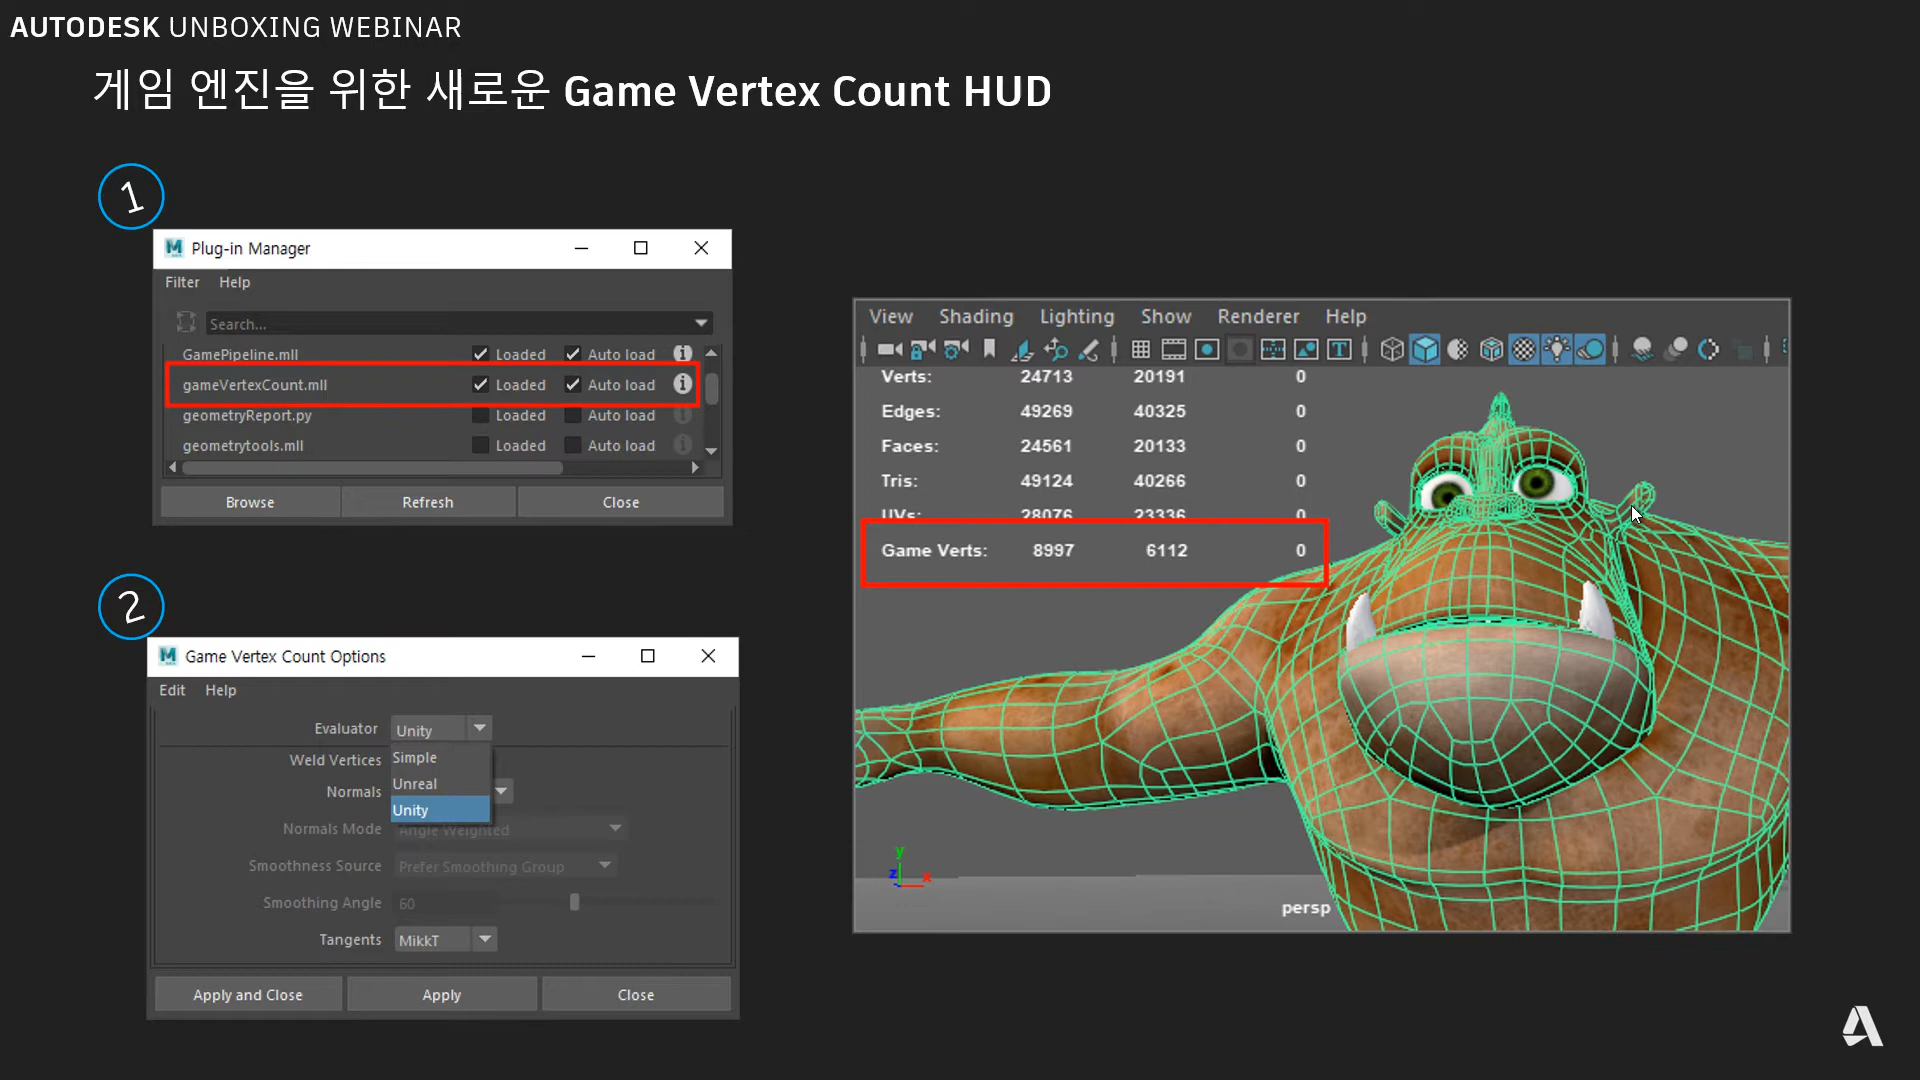 AUTODESK UNBOXING WEBINAR
게임 엔진을 위한 새로운 Game Vertex Count HUD
1
Plug-in Manager
Filter Help
Search...
GamePipeline.mll Loaded Auto load
gameVertexCount.mll Loaded Auto load
geometryReport.py Loaded Auto load
geometrytools.mll Loaded Auto load
Browse Refresh Close
2
Game Vertex Count Options
Edit Help
Evaluator Unity
Simple
Weld Vertices
Unreal
Normals
Unity
Normals Mode Angle Weighted
Smoothness Source Prefer Smoothing Group
Smoothing Angle 60
Tangents MikkT
Apply and Close Apply Close
View Shading Lighting Show Renderer Help
Verts: 24713 20191 0
Edges: 49269 40325 0
Faces: 24561 20133 0
Tris: 49124 40266 0
UVs: 28076 23336 0
Game Verts: 8997 6112 0
y
z x
persp